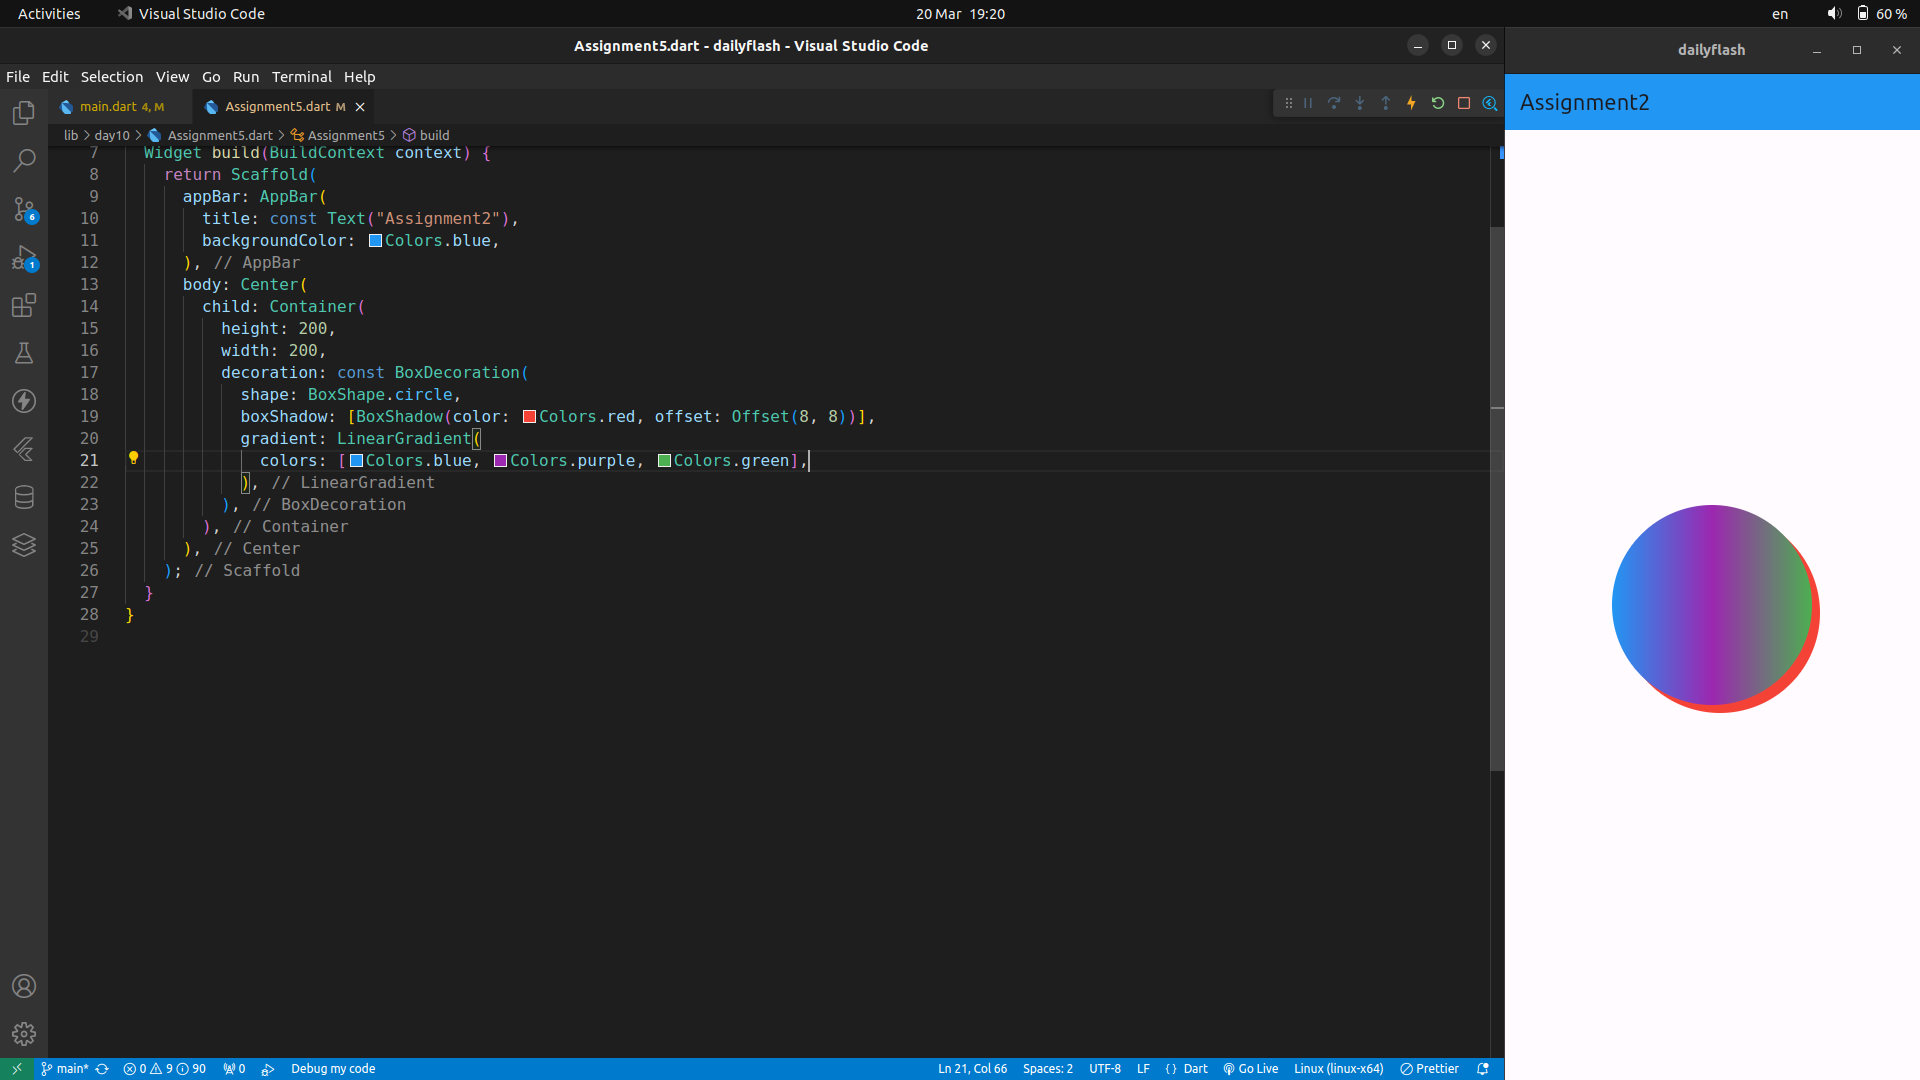 Activities Visual Studio Code 20 Mar 19:20 en 60 %
Assignment5.dart - dailyflash - Visual Studio Code
dailyflash
File Edit Selection View Go Run Terminal Help
main.dart 4, M Assignment5.dart M
Assignment2
lib > day10 > Assignment5.dart > Assignment5 > build
7 Widget build(BuildContext context) {
8 return Scaffold(
9 appBar: AppBar(
10 title: const Text("Assignment2"),
11 backgroundColor: Colors.blue,
12 ), // AppBar
13 body: Center(
14 child: Container(
15 height: 200,
16 width: 200,
17 decoration: const BoxDecoration(
18 shape: BoxShape.circle,
19 boxShadow: [BoxShadow(color: Colors.red, offset: Offset(8, 8))],
20 gradient: LinearGradient(
21 colors: [Colors.blue, Colors.purple, Colors.green],
22 ), // LinearGradient
23 ), // BoxDecoration
24 ), // Container
25 ), // Center
26 ); // Scaffold
27 }
28 }
29
6
1
main* 0 9 90 0 Debug my code Ln 21, Col 66 Spaces: 2 UTF-8 LF {} Dart Go Live Linux (linux-x64) Prettier